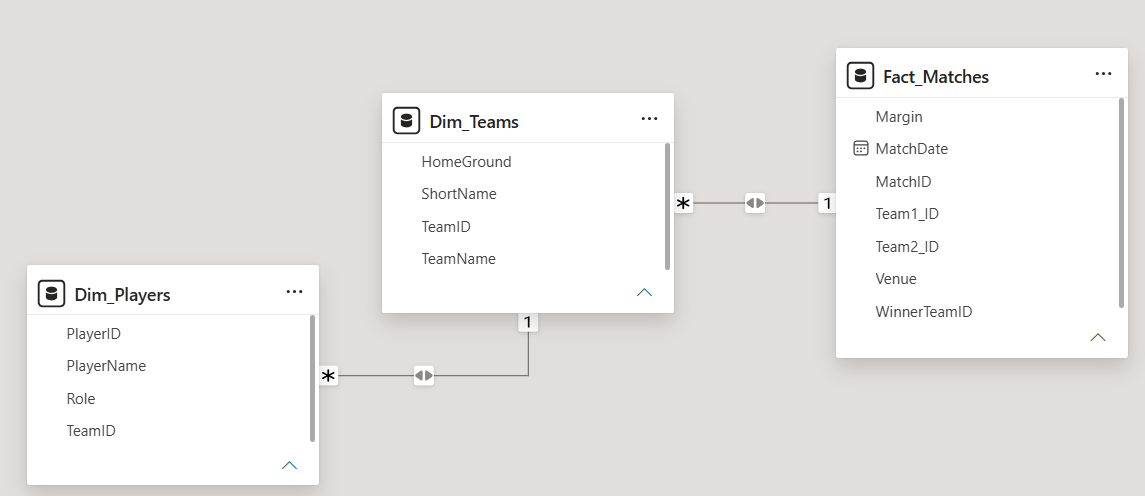 Dim_Players
PlayerID
PlayerName
Role
TeamID
*
1
Dim_Teams
HomeGround
ShortName
TeamID
TeamName
*
1
Fact_Matches
Margin
MatchDate
MatchID
Team1_ID
Team2_ID
Venue
WinnerTeamID